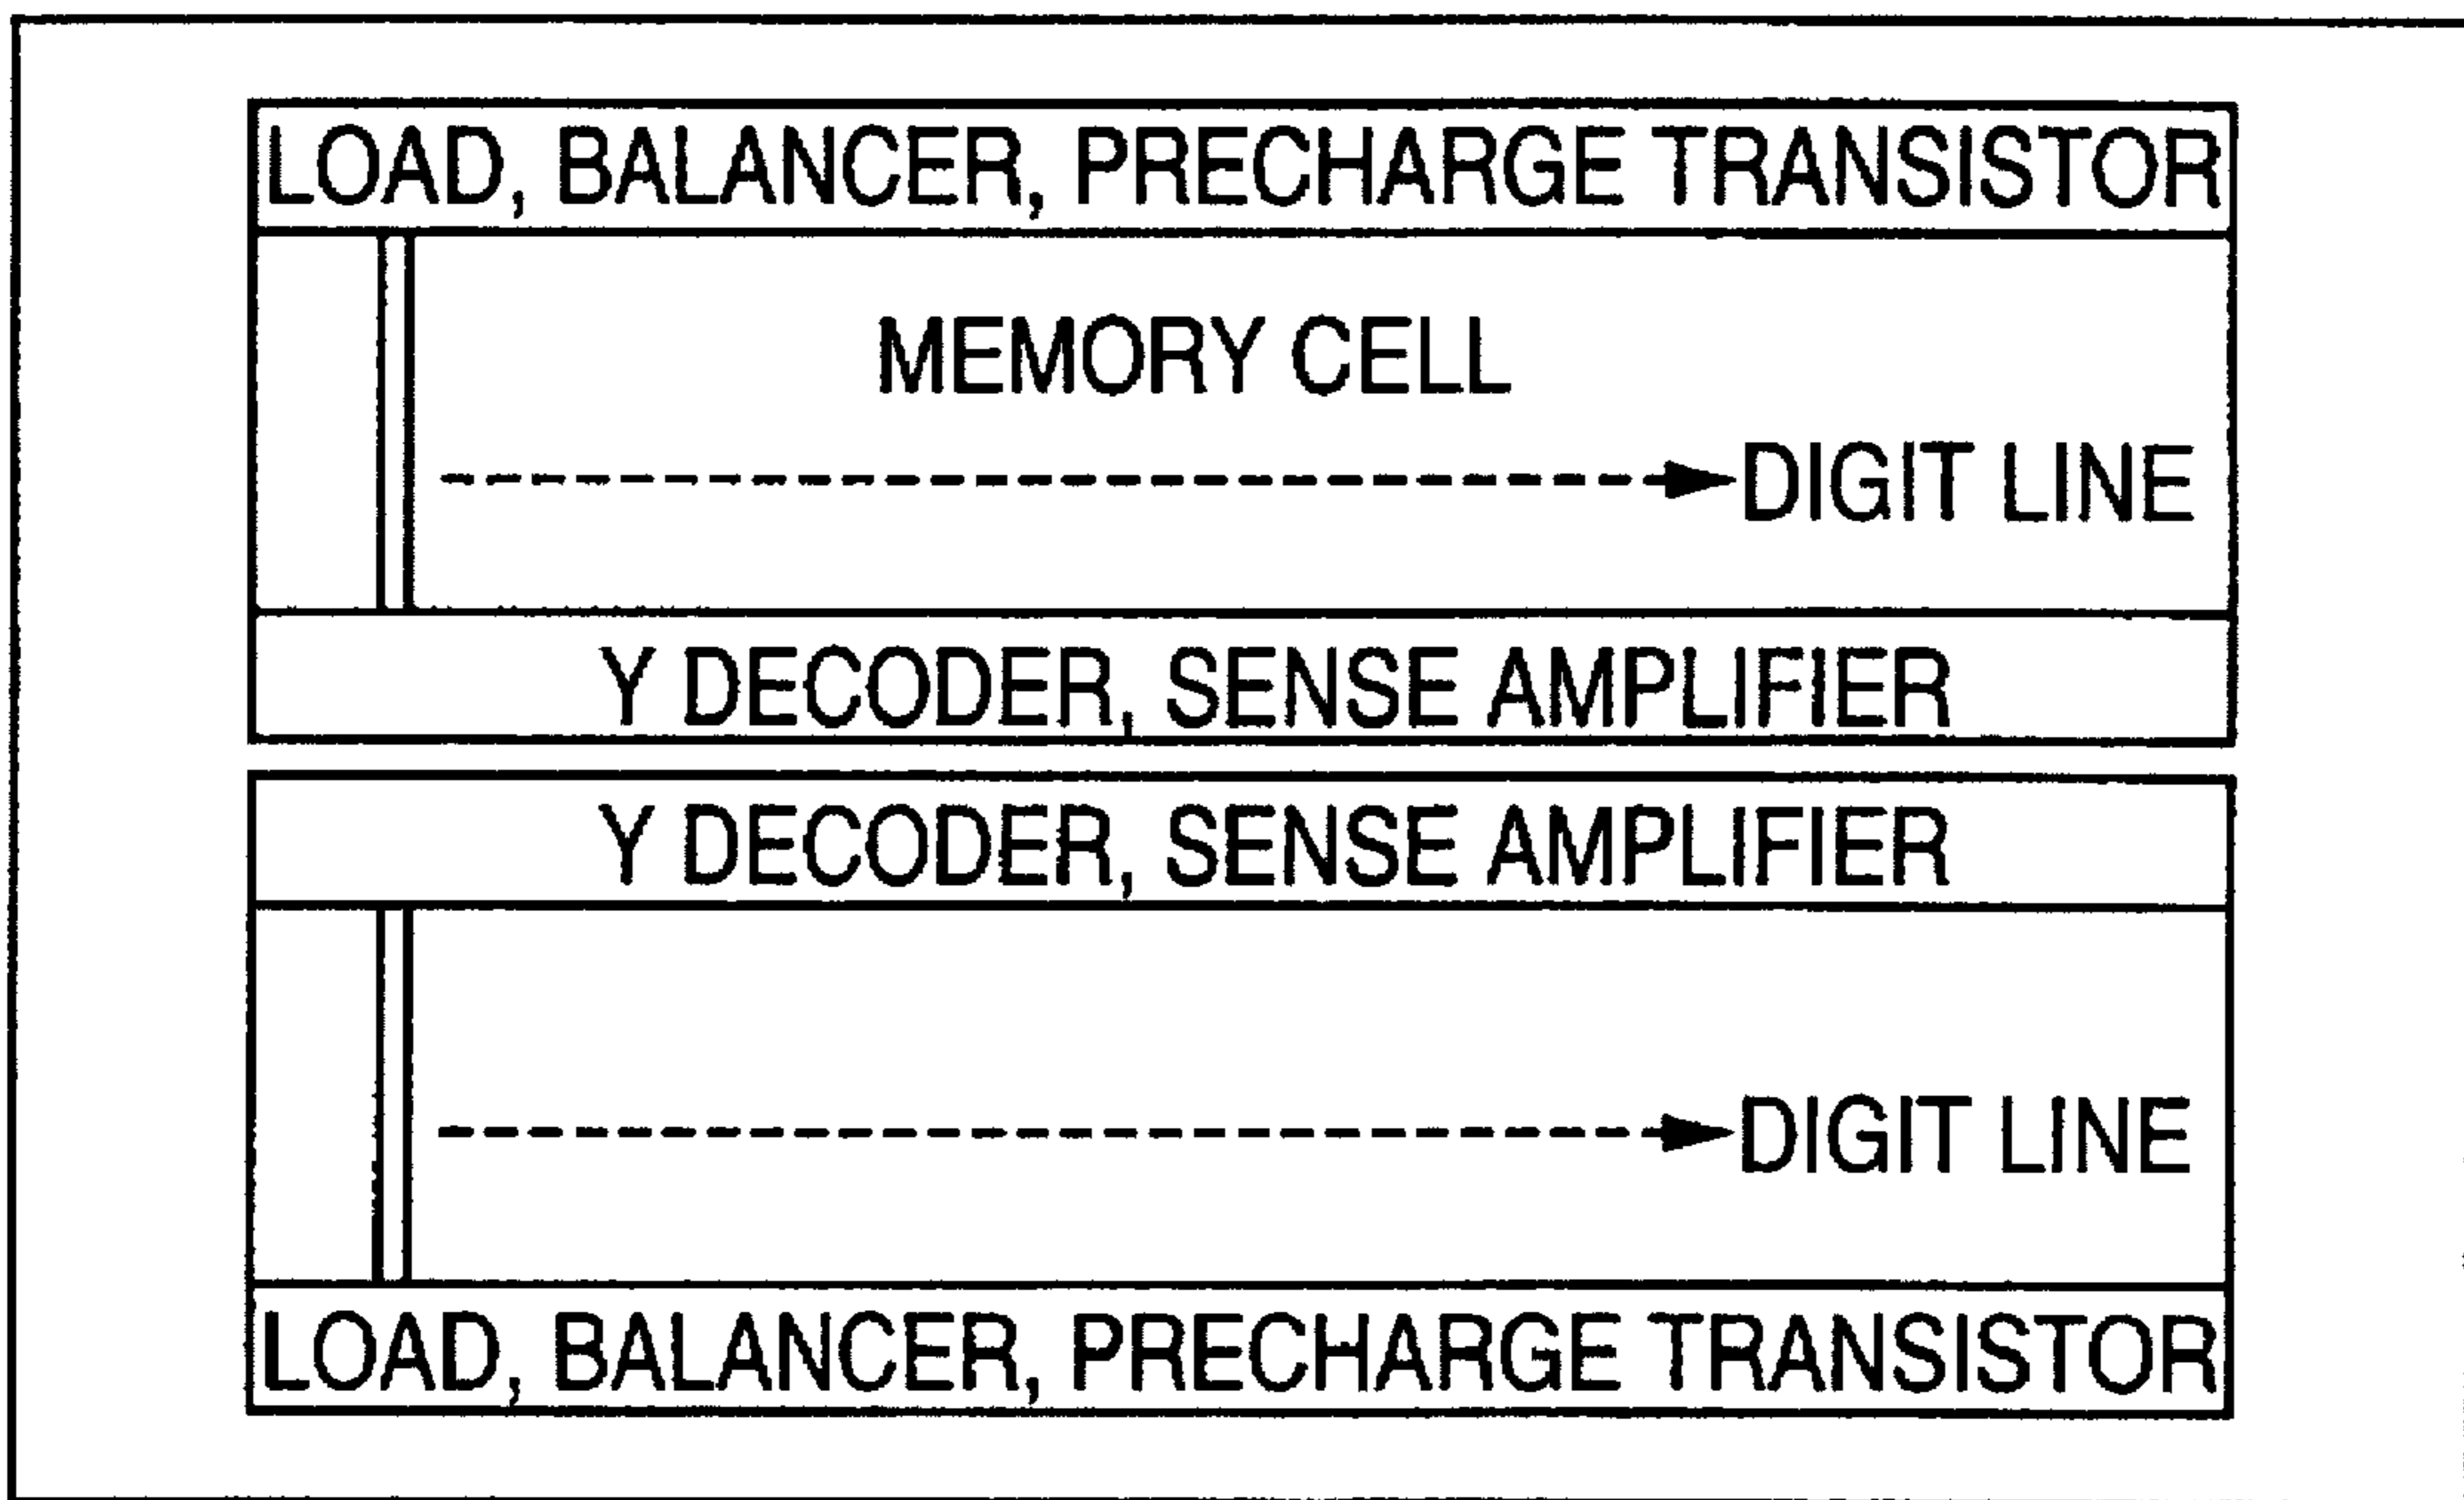 LOAD, BALANCER, PRECHARGE TRANSISTOR
MEMORY CELL
DIGIT LINE
Y DECODER, SENSE AMPLIFIER
Y DECODER, SENSE AMPLIFIER
DIGIT LINE
LOAD, BALANCER, PRECHARGE TRANSISTOR